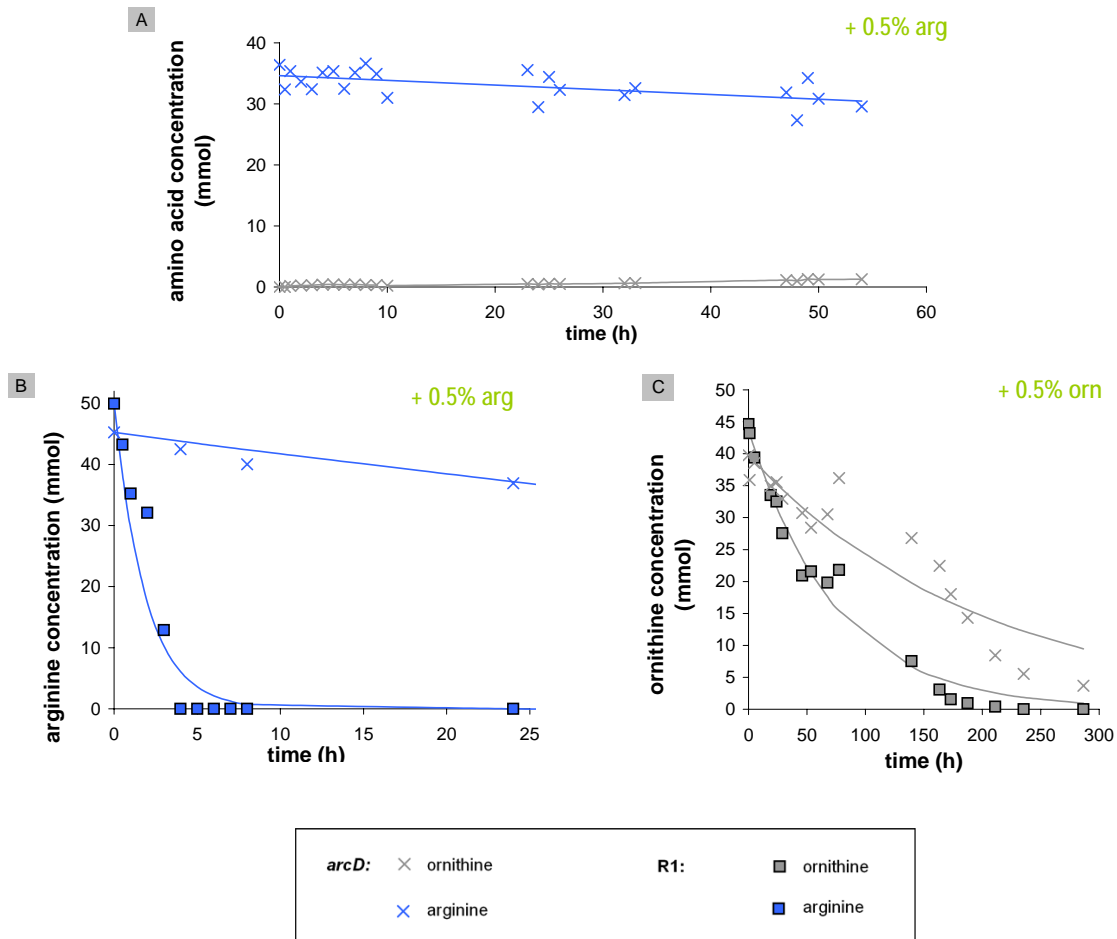 A
+ 0.5% arg
amino acid concentration
(mmol)
40
30
20
10
0
0 10 20 30 40 50 60
time (h)
B
+ 0.5% arg
arginine concentration (mmol)
50
40
30
20
10
0
0 5 10 15 20 25
time (h)
C
+ 0.5% orn
ornithine concentration
(mmol)
50
45
40
35
30
25
20
15
10
5
0
0 50 100 150 200 250 300
time (h)
arcD: ornithine R1: ornithine
arginine arginine